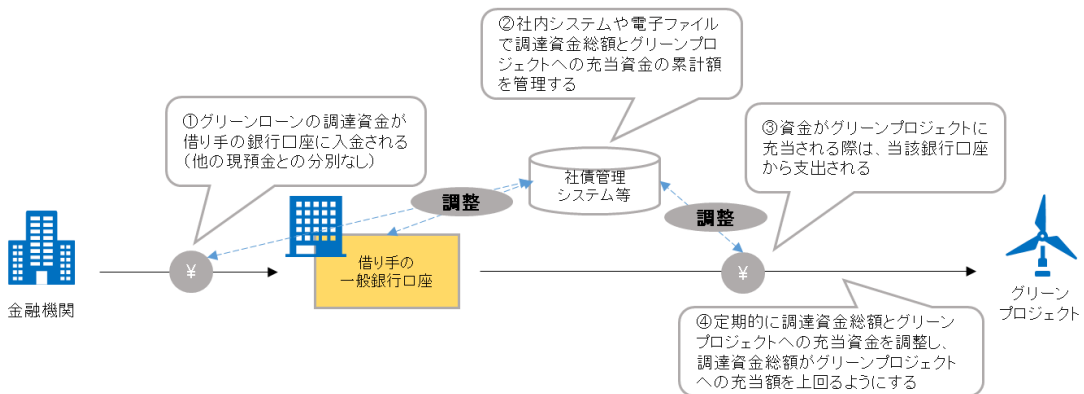 ②社内システムや電子ファイル
で調達資金総額とグリーンプロ
ジェクトへの充当資金の累計額
を管理する
①グリーンローンの調達資金が
借り手の銀行口座に入金される
(他の現預金との分別なし)
③資金がグリーンプロジェクトに
充当される際は、当該銀行口座
から支出される
社債管理
システム等
調整
調整
¥
借り手の
一般銀行口座
¥
金融機関
グリーン
プロジェクト
④定期的に調達資金総額とグリーン
プロジェクトへの充当資金を調整し、
調達資金総額がグリーンプロジェクト
への充当額を上回るようにする